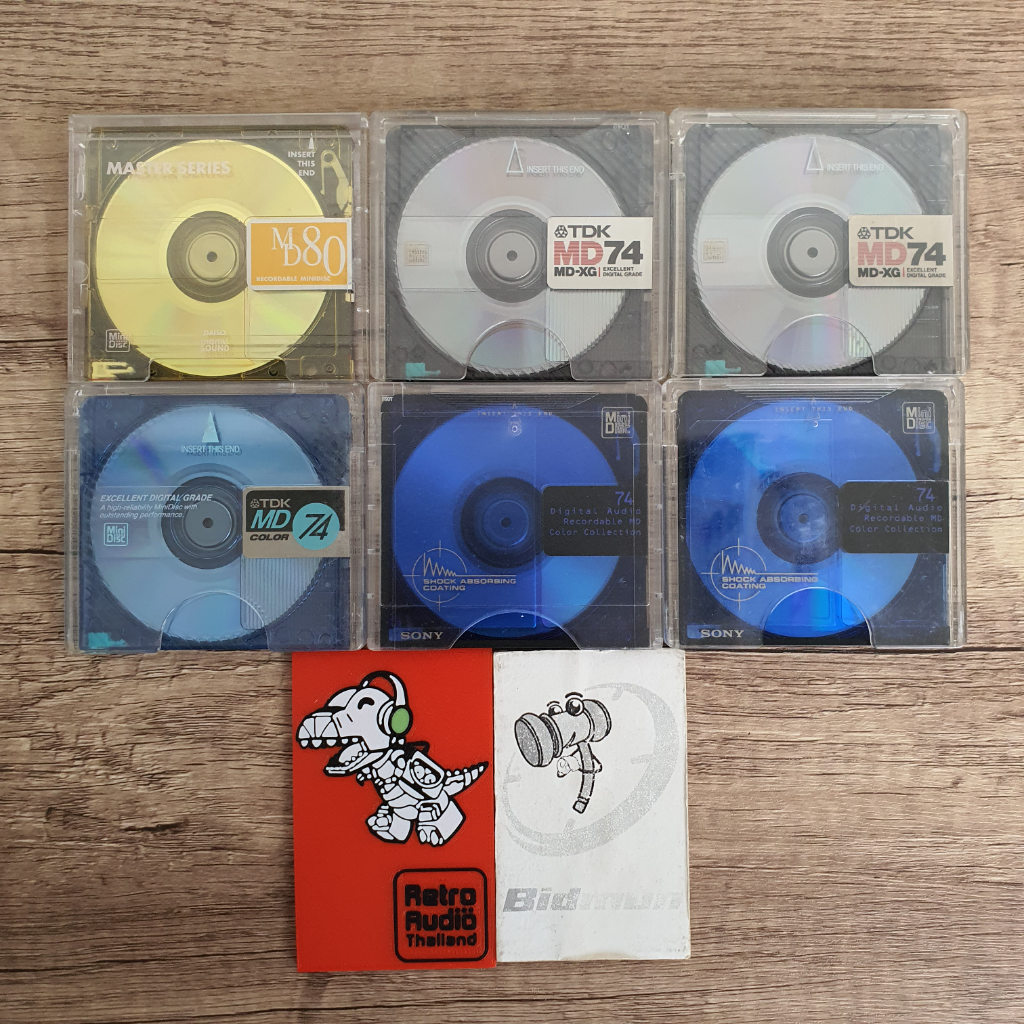 MASTER SERIES
INSERT
THIS
END
MD80
RECORDABLE MINIDISC
Mini
Disc
INSERT THIS END
TDK
MD74
MD-XG | EXCELLENT
DIGITAL GRADE
INSERT THIS END
TDK
MD74
MD-XG | EXCELLENT
DIGITAL GRADE
INSERT THIS END
EXCELLENT DIGITAL GRADE
A high-reliability MiniDisc with
outstanding performance.
Mini
Disc
TDK
MD 74
COLOR
INSERT THIS END
Mini
Disc
74
Digital Audio
Recordable MD
Color Collection
SHOCK ABSORBING
COATING
SONY
INSERT THIS END
Mini
Disc
74
Digital Audio
Recordable MD
Color Collection
SHOCK ABSORBING
COATING
SONY
Retro
Audio
Thailand
Bidmun